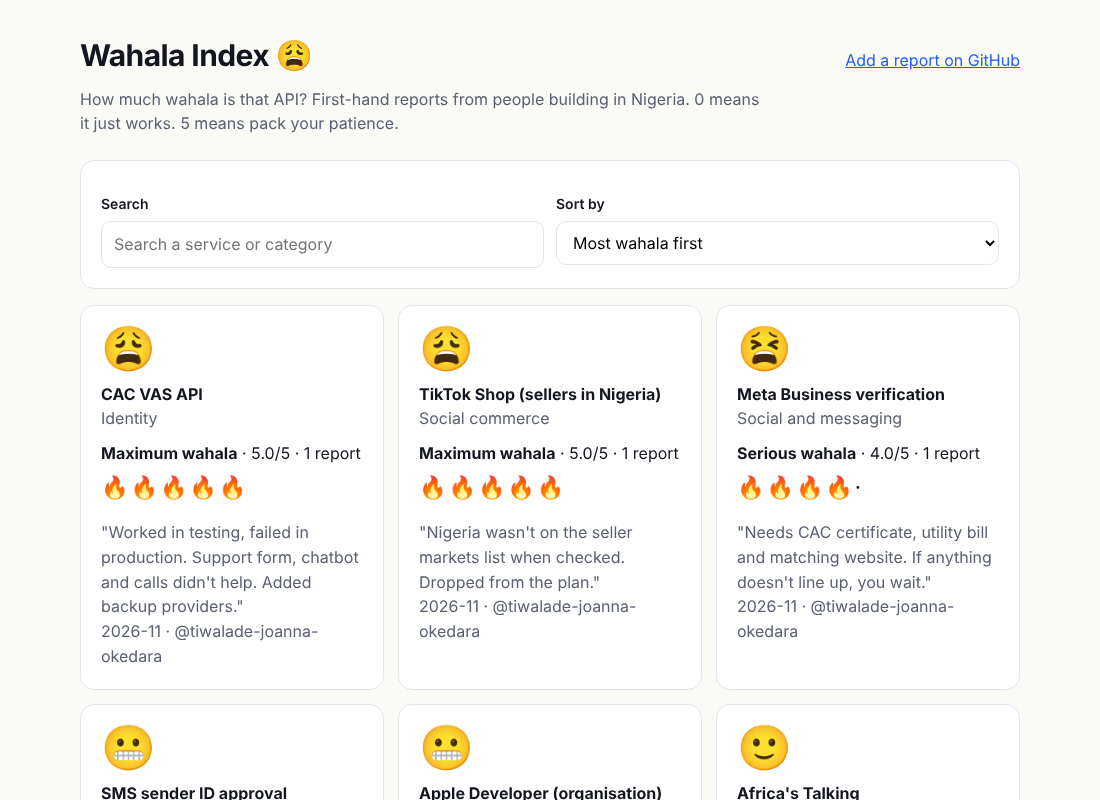 Wahala Index 😩
Add a report on GitHub
How much wahala is that API? First-hand reports from people building in Nigeria. 0 means
it just works. 5 means pack your patience.
Search
Sort by
Search a service or category
Most wahala first
CAC VAS API
Identity
Maximum wahala · 5.0/5 · 1 report
"Worked in testing, failed in
production. Support form, chatbot
and calls didn't help. Added
backup providers."
2026-11 · @tiwalade-joanna-
okedara
TikTok Shop (sellers in Nigeria)
Social commerce
Maximum wahala · 5.0/5 · 1 report
"Nigeria wasn't on the seller
markets list when checked.
Dropped from the plan."
2026-11 · @tiwalade-joanna-
okedara
Meta Business verification
Social and messaging
Serious wahala · 4.0/5 · 1 report
"Needs CAC certificate, utility bill
and matching website. If anything
doesn't line up, you wait."
2026-11 · @tiwalade-joanna-
okedara
SMS sender ID approval
Apple Developer (organisation)
Africa's Talking